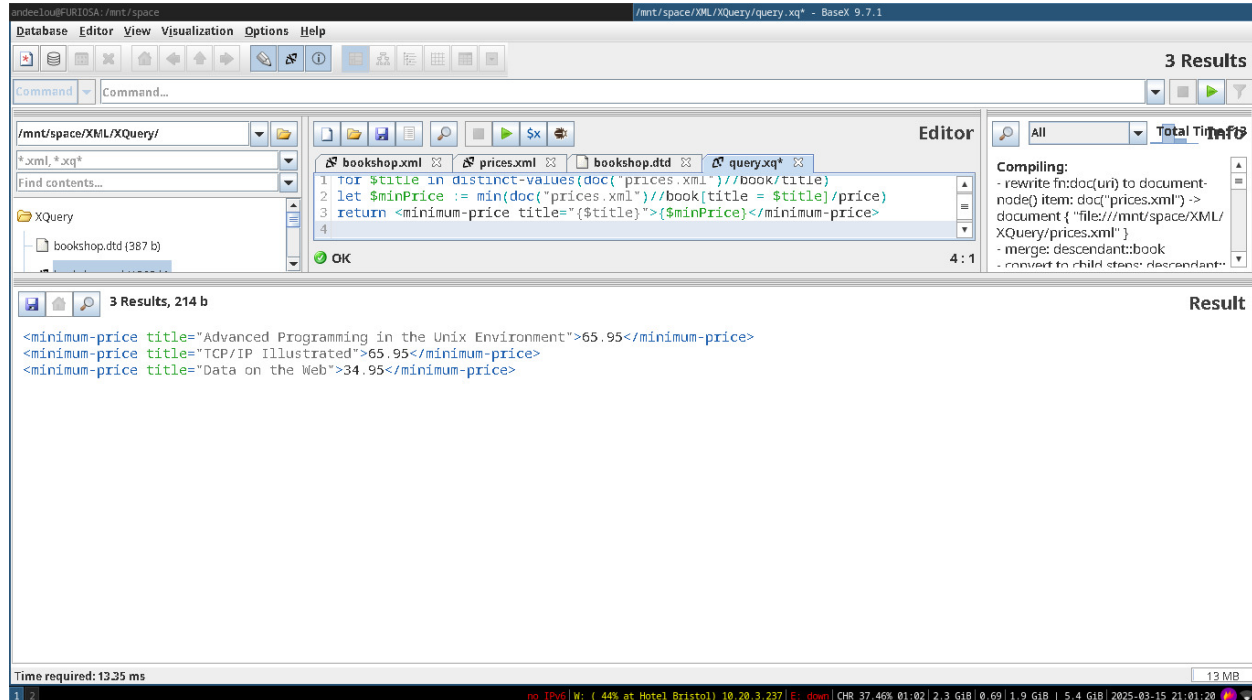 andeelou@FURIOSA:/mnt/space
/mnt/space/XML/XQuery/query.xq* - BaseX 9.7.1
Database Editor View Visualization Options Help
3 Results
Command
Command...
/mnt/space/XML/XQuery/
*.xml, *.xq*
Find contents...
XQuery
bookshop.dtd (387 b)
$x
Editor
bookshop.xml
prices.xml
bookshop.dtd
query.xq*
1 for $title in distinct-values(doc("prices.xml")//book/title)
2 let $minPrice := min(doc("prices.xml")//book[title = $title]/price)
3 return <minimum-price title="{$title}">{$minPrice}</minimum-price>
4
OK
4 : 1
All
Total
Info
Compiling:
- rewrite fn:doc(uri) to document-
node() item: doc("prices.xml") ->
document { "file:///mnt/space/XML/
XQuery/prices.xml" }
- merge: descendant::book
- convert to child steps: descendant::
3 Results, 214 b
Result
<minimum-price title="Advanced Programming in the Unix Environment">65.95</minimum-price>
<minimum-price title="TCP/IP Illustrated">65.95</minimum-price>
<minimum-price title="Data on the Web">34.95</minimum-price>
Time required: 13.35 ms
13 MB
1 2
no IPv6 W: ( 44% at Hotel Bristol) 10.20.3.237 E: down CHR 37.46% 01:02 2.3 GiB 0.69 1.9 GiB | 5.4 GiB 2025-03-15 21:01:20